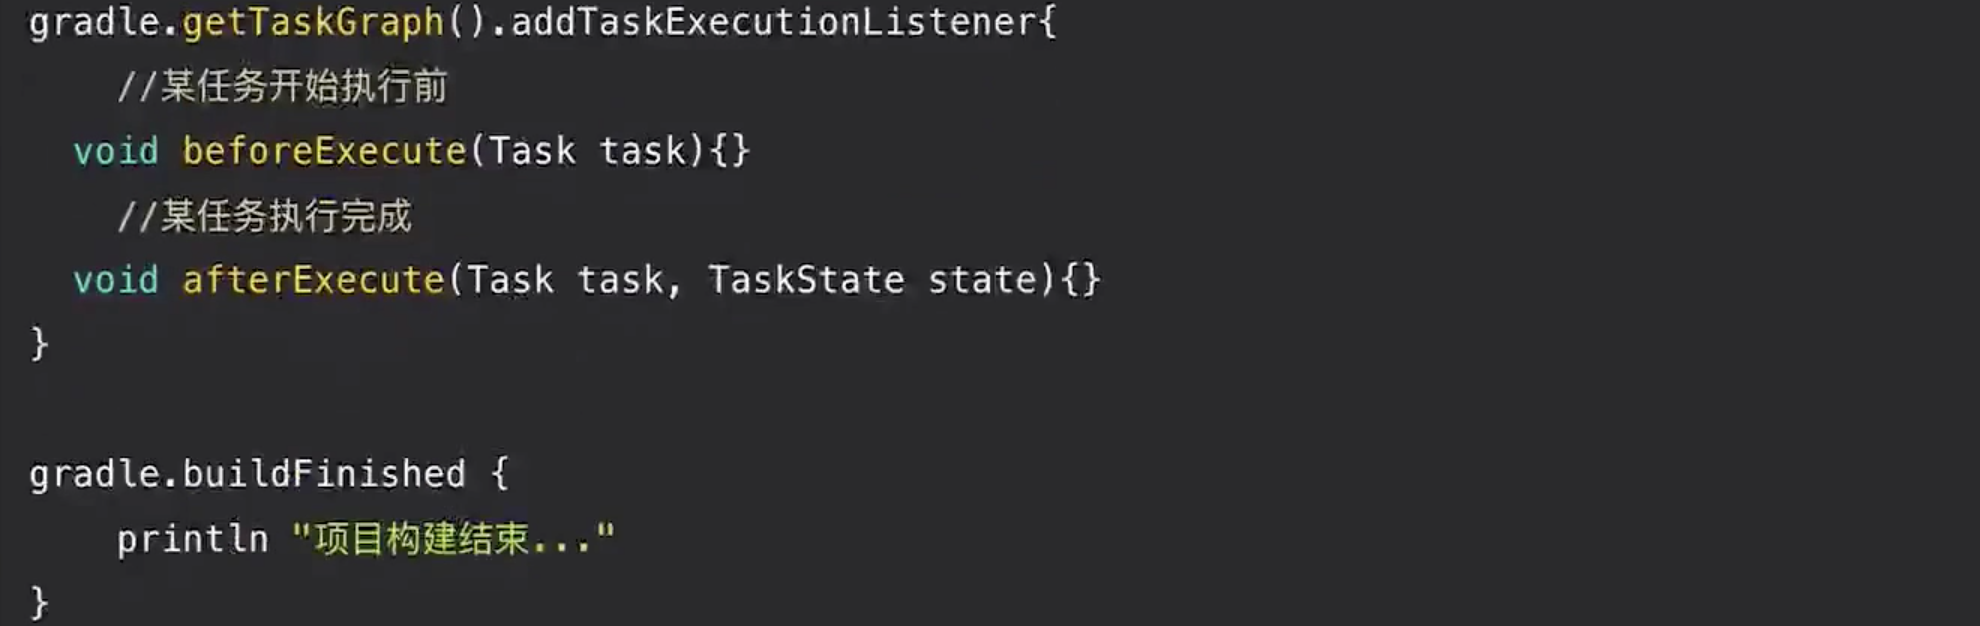 gradle.getTaskGraph().addTaskExecutionListener{
//某任务开始执行前
void beforeExecute(Task task){}
//某任务执行完成
void afterExecute(Task task, TaskState state){}
}
gradle.buildFinished {
println "项目构建结束..."
}